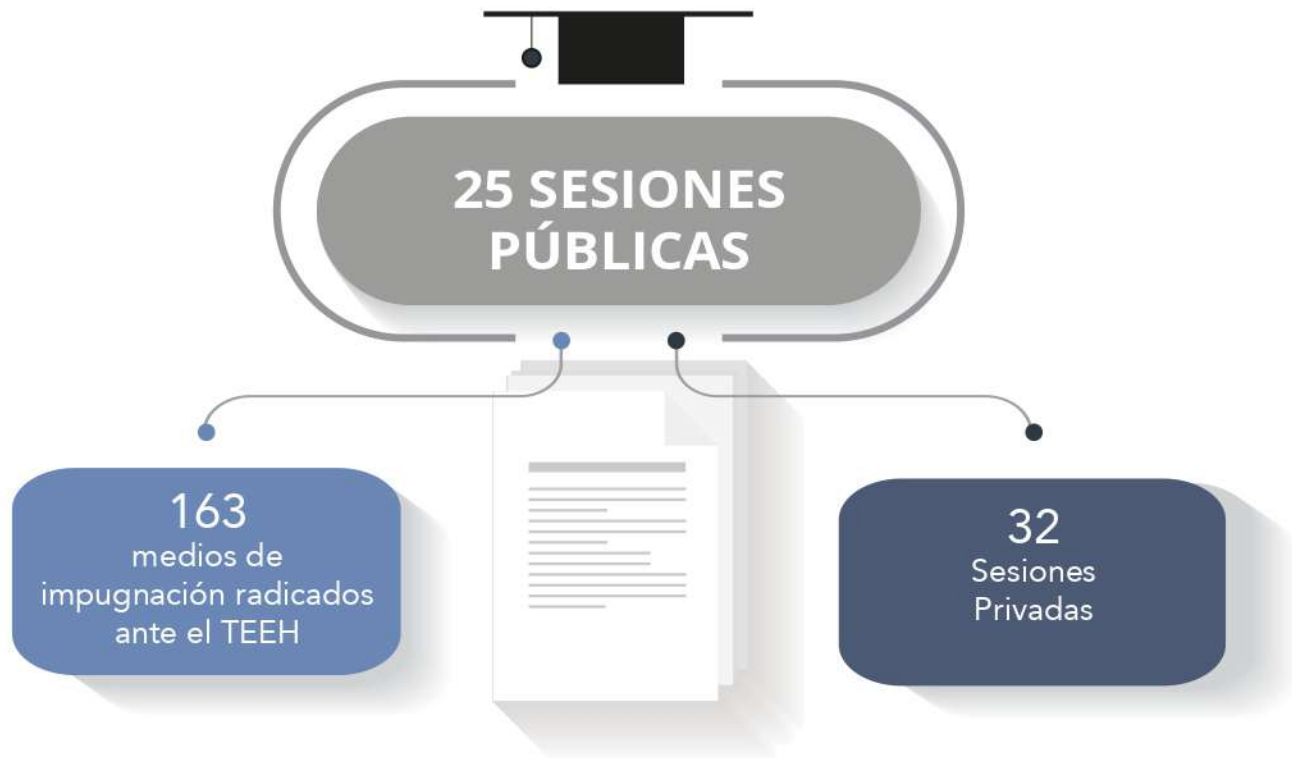 25 SESIONES
PÚBLICAS
163
medios de
impugnación radicados
ante el TEEH
32
Sesiones
Privadas